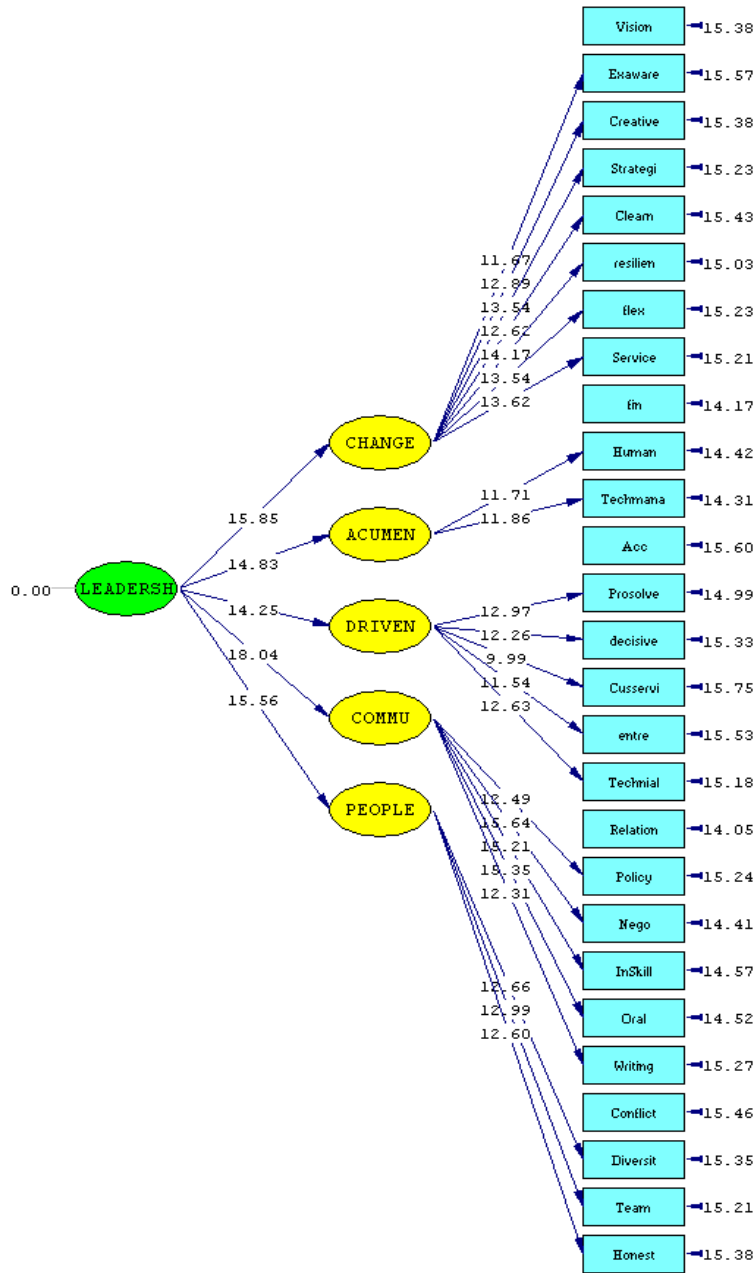 0.00
LEADERSH
15.85
14.83
14.25
18.04
15.56
CHANGE
ACUMEN
DRIVEN
COMMU
PEOPLE
11.67
12.89
13.54
12.62
14.17
13.54
13.62
11.71
11.86
12.97
12.26
9.99
11.54
12.63
12.49
15.64
15.21
15.35
12.31
12.66
12.99
12.60
Vision 15.38
Exaware 15.57
Creative 15.38
Strategi 15.23
Clearn 15.43
resilien 15.03
flex 15.23
Service 15.21
fin 14.17
Human 14.42
Techmana 14.31
Acc 15.60
Prosolve 14.99
decisive 15.33
Cusservi 15.75
entre 15.53
Technial 15.18
Relation 14.05
Policy 15.24
Nego 14.41
InSkill 14.57
Oral 14.52
Writing 15.27
Conflict 15.46
Diversit 15.35
Team 15.21
Honest 15.38